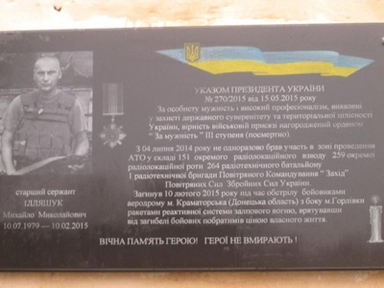 УКАЗОМ ПРЕЗИДЕНТА УКРАЇНИ
№ 270/2015 від 15.05.2015 року
За особисту мужність і високий професіоналізм, виявлені
у захисті державного суверенітету та територіальної цілісності
України, вірність військовій присязі нагороджений орденом
"За мужність" ІІІ ступеня (посмертно).
З 04 липня 2014 року не одноразово брав участь в зоні проведення
АТО у складі 151 окремого радіолокаційного взводу 259 окремої
радіолокаційної роти 264 радіотехнічного батальйону
1 радіотехнічної бригади Повітряного Командування "Захід"
Повітряних Сил Збройних Сил України.
Загинув 10 лютого 2015 року під час обстрілу бойовиками
аеродрому м. Краматорська (Донецька область) з боку м.Горлівки
ракетами реактивної системи залпового вогню, врятувавши
від загибелі бойових побратимів ціною власного життя.
старший сержант
ІЛЛЯШУК
Михайло Миколайович
10.07.1979 — 10.02.2015
ВІЧНА ПАМЯТЬ ГЕРОЮ! ГЕРОЇ НЕ ВМИРАЮТЬ !